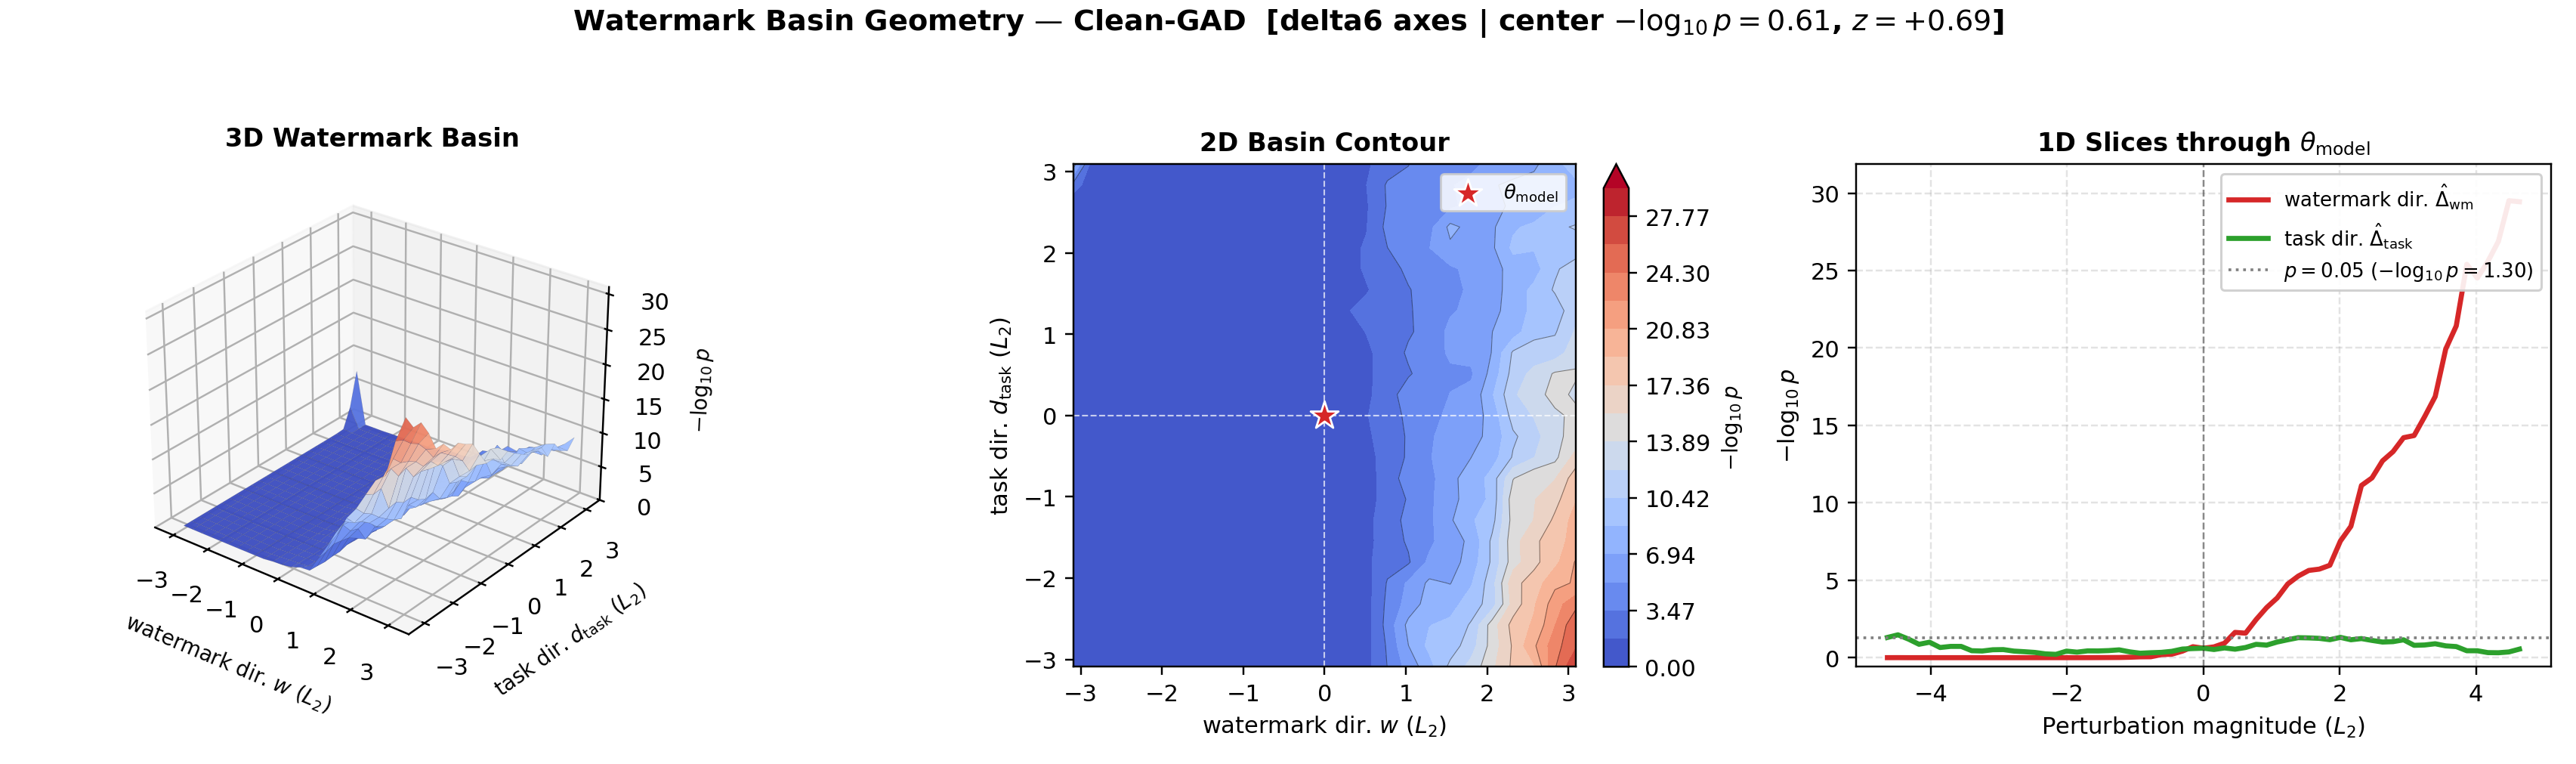 Watermark Basin Geometry — Clean-GAD [delta6 axes | center −log₁₀ p = 0.61, z = +0.69]
3D Watermark Basin
30
25
20
15
10
5
0
−log₁₀ p
−3
−2
−1
0
1
2
3
watermark dir. w (L₂)
−3
−2
−1
0
1
2
3
task dir. d_task (L₂)
2D Basin Contour
θ_model
3
2
1
0
−1
−2
−3
task dir. d_task (L₂)
−3 −2 −1 0 1 2 3
watermark dir. w (L₂)
27.77
24.30
20.83
17.36
13.89
10.42
6.94
3.47
0.00
−log₁₀ p
1D Slices through θ_model
watermark dir. Δ̂_wm
task dir. Δ̂_task
p = 0.05 (−log₁₀ p = 1.30)
30
25
20
15
10
5
0
−log₁₀ p
−4 −2 0 2 4
Perturbation magnitude (L₂)